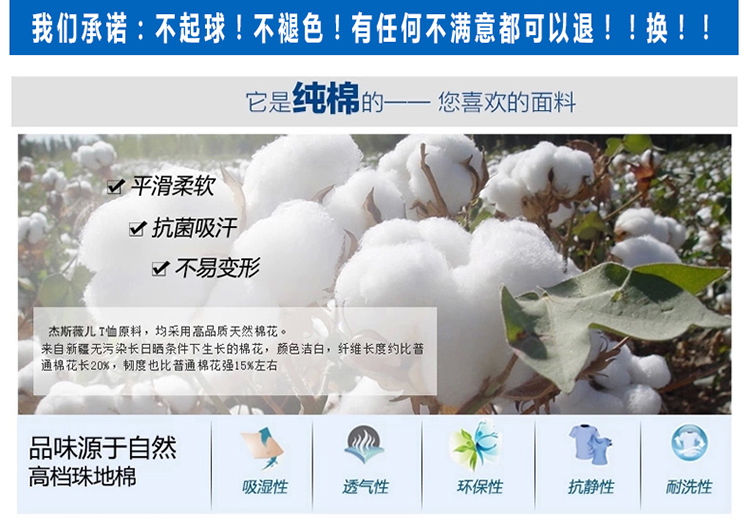 我们承诺：不起球！不褪色！有任何不满意都可以退！！换！！
它是纯棉的—— 您喜欢的面料
平滑柔软
抗菌吸汗
不易变形
杰斯薇儿T恤原料，均采用高品质天然棉花。
来自新疆无污染长日晒条件下生长的棉花，颜色洁白，纤维长度约比普
通棉花长20%，韧度也比普通棉花强15%左右
品味源于自然
高档珠地棉
吸湿性
透气性
环保性
抗静性
耐洗性